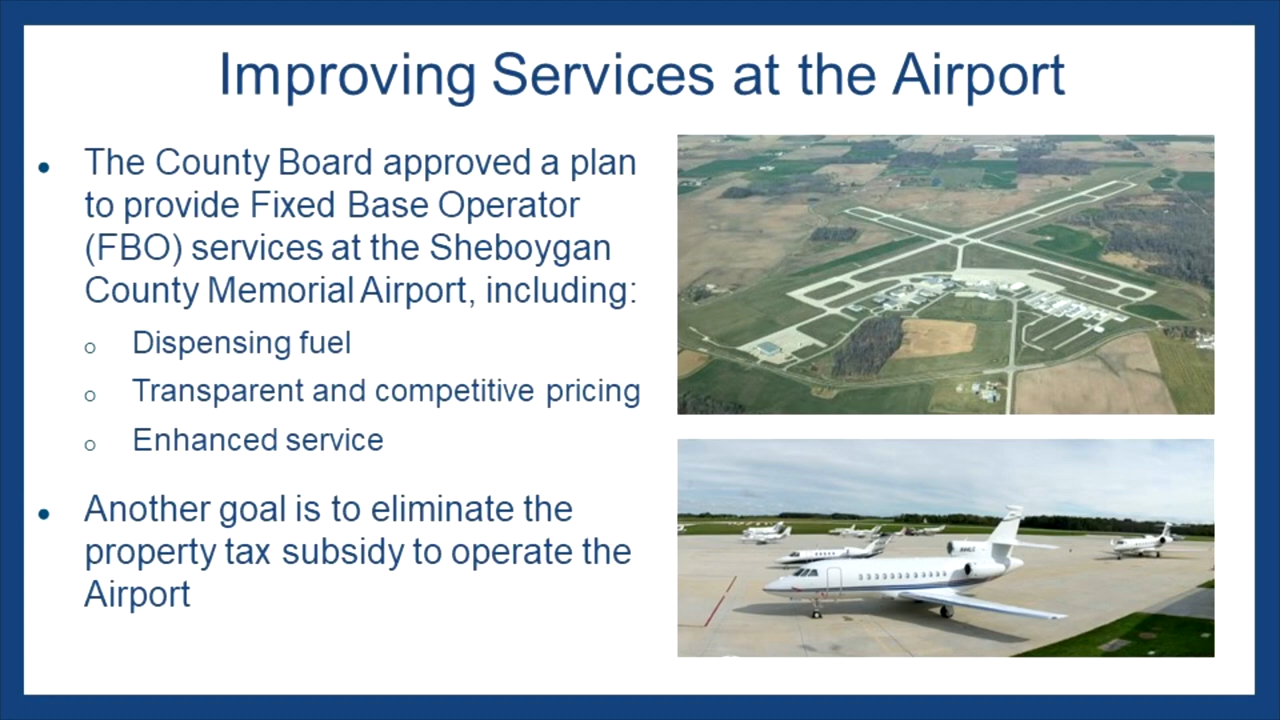 Improving Services at the Airport
• The County Board approved a plan
to provide Fixed Base Operator
(FBO) services at the Sheboygan
County Memorial Airport, including:
o Dispensing fuel
o Transparent and competitive pricing
o Enhanced service
• Another goal is to eliminate the
property tax subsidy to operate the
Airport